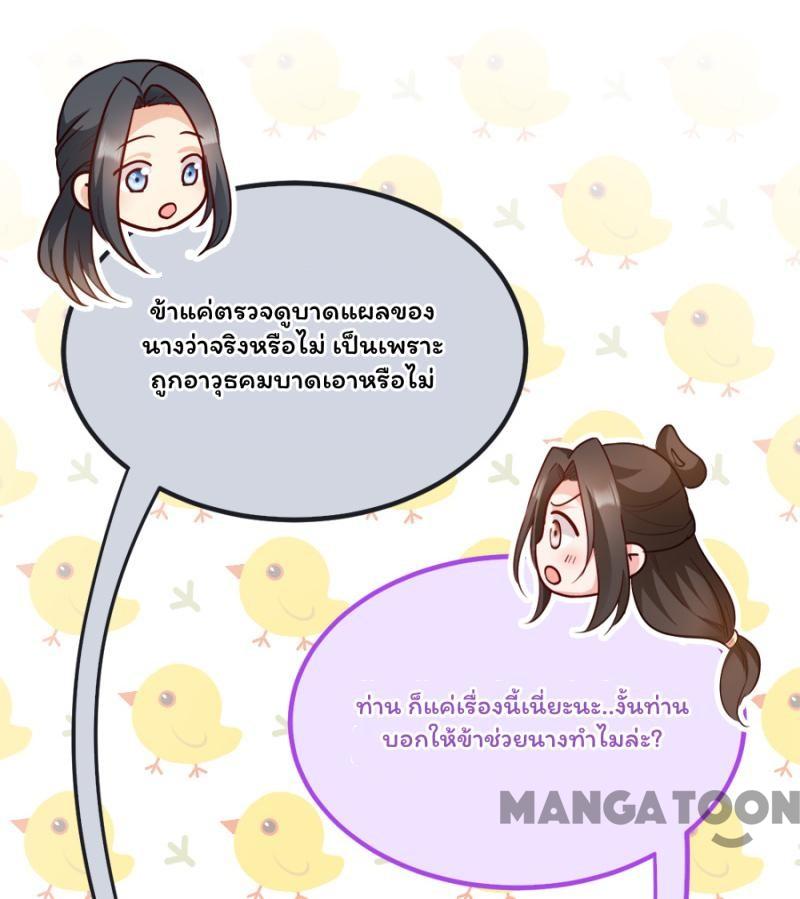 ข้าแค่ตรวจดูบาดแผลของ
นางว่าจริงหรือไม่ เป็นเพราะ
ถูกอาวุธคมบาดเอาหรือไม่
ท่าน ก็แค่เรื่องนี้เนี่ยะนะ..งั้นท่าน
บอกให้ข้าช่วยนางทำไมล่ะ?
MANGATOON